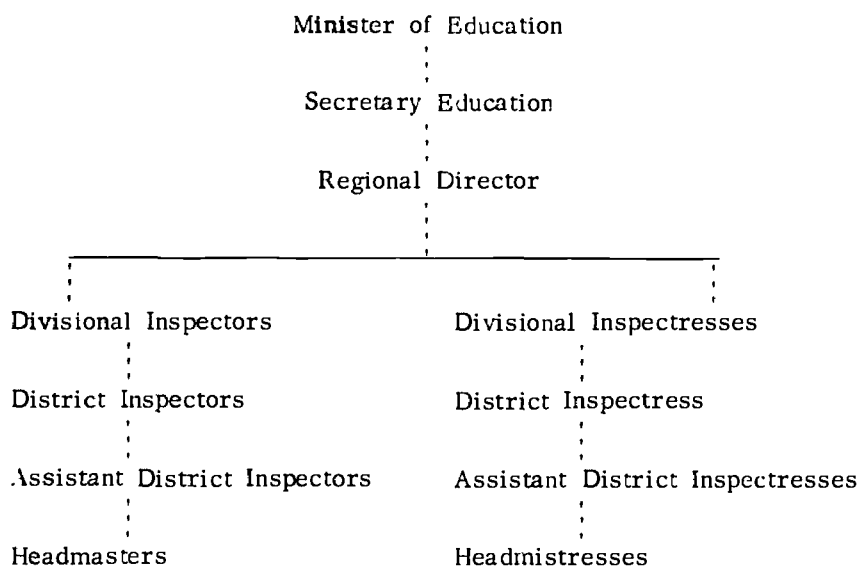 Minister of Education
Secretary Education
Regional Director
Divisional Inspectors Divisional Inspectresses
District Inspectors District Inspectress
Assistant District Inspectors Assistant District Inspectresses
Headmasters Headmistresses